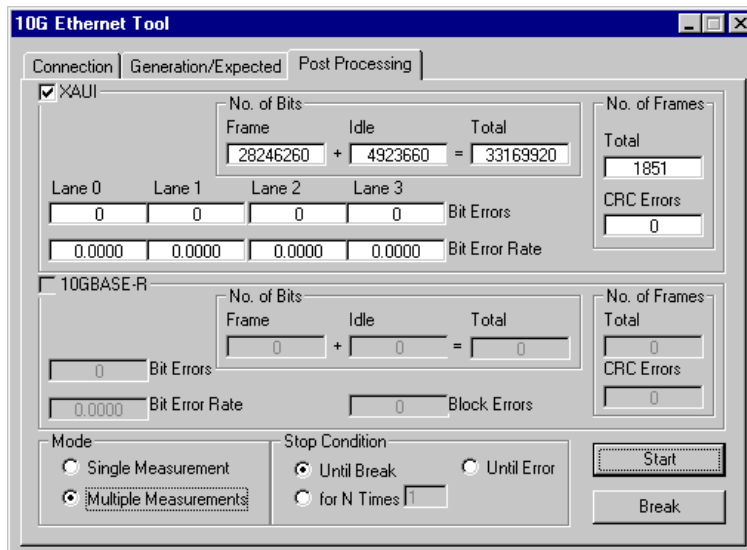 10G Ethernet Tool
Connection Generation/Expected Post Processing
XAUI
No. of Bits No. of Frames
Frame Idle Total Total
28246260 + 4923660 = 33169920 1851
Lane 0 Lane 1 Lane 2 Lane 3 CRC Errors
0 0 0 0 Bit Errors 0
0.0000 0.0000 0.0000 0.0000 Bit Error Rate
10GBASE-R
No. of Bits No. of Frames
Frame Idle Total Total
0 + 0 = 0 0
0 Bit Errors CRC Errors
0.0000 Bit Error Rate 0 Block Errors 0
Mode Stop Condition
Single Measurement Until Break Until Error Start
Multiple Measurements for N Times 1 Break